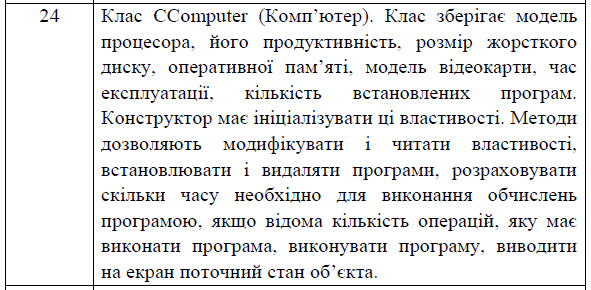 24
Клас CComputer (Комп’ютер). Клас зберігає модель
процесора, його продуктивність, розмір жорсткого
диску, оперативної пам’яті, модель відеокарти, час
експлуатації, кількість встановлених програм.
Конструктор має ініціалізувати ці властивості. Методи
дозволяють модифікувати і читати властивості,
встановлювати і видаляти програми, розраховувати
скільки часу необхідно для виконання обчислень
програмою, якщо відома кількість операцій, яку має
виконати програма, виконувати програму, виводити
на екран поточний стан об’єкта.